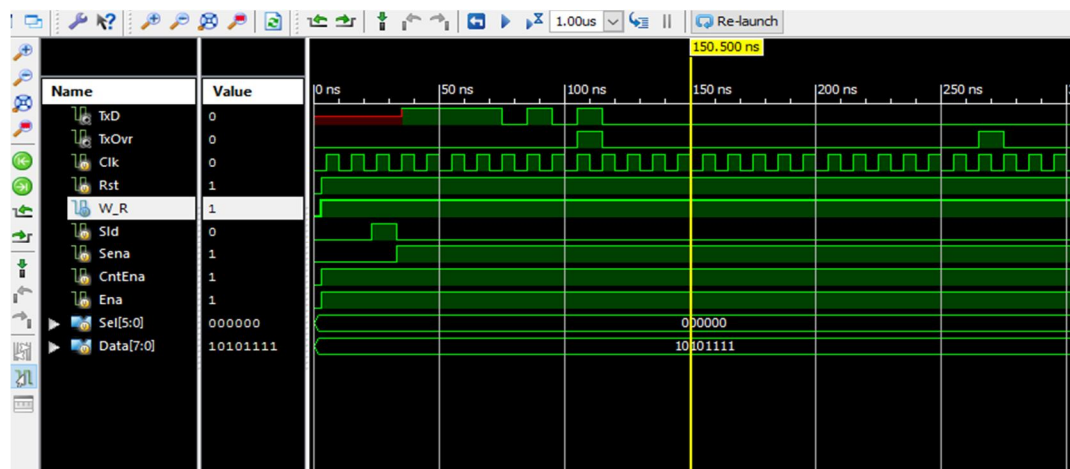 1.00us Re-launch
150.500 ns
Name Value
0 ns 50 ns 100 ns 150 ns 200 ns 250 ns
TxD 0
TxOvr 0
Clk 0
Rst 1
W_R 1
Sld 0
Sena 1
CntEna 1
Ena 1
Sel[5:0] 000000 000000
Data[7:0] 10101111 10101111